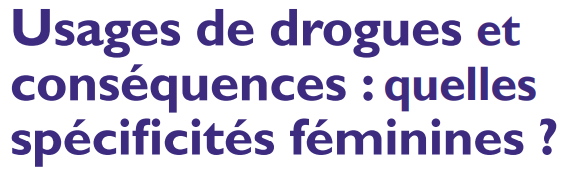 Usages de drogues et
conséquences : quelles
spécificités féminines ?